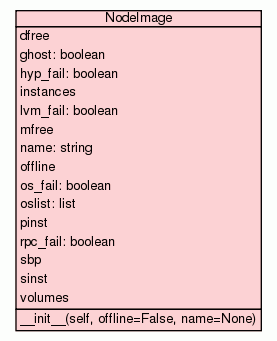 NodeImage
dfree
ghost: boolean
hyp_fail: boolean
instances
lvm_fail: boolean
mfree
name: string
offline
os_fail: boolean
oslist: list
pinst
rpc_fail: boolean
sbp
sinst
volumes
__init__(self, offline=False, name=None)